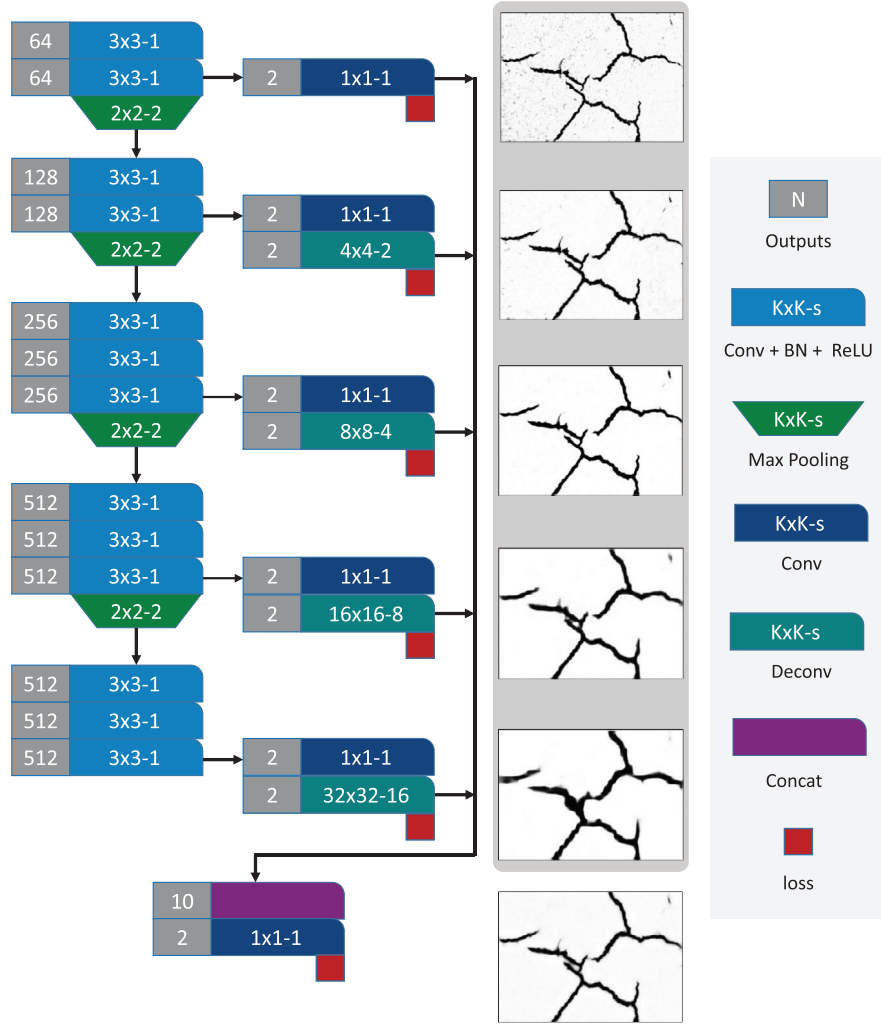 64 3x3-1
64 3x3-1
2x2-2
2 1x1-1
128 3x3-1
128 3x3-1
2x2-2
2 1x1-1
2 4x4-2
256 3x3-1
256 3x3-1
256 3x3-1
2x2-2
2 1x1-1
2 8x8-4
512 3x3-1
512 3x3-1
512 3x3-1
2x2-2
2 1x1-1
2 16x16-8
512 3x3-1
512 3x3-1
512 3x3-1
2 1x1-1
2 32x32-16
10
2 1x1-1
N
Outputs
KxK-s
Conv + BN + ReLU
KxK-s
Max Pooling
KxK-s
Conv
KxK-s
Deconv
Concat
loss